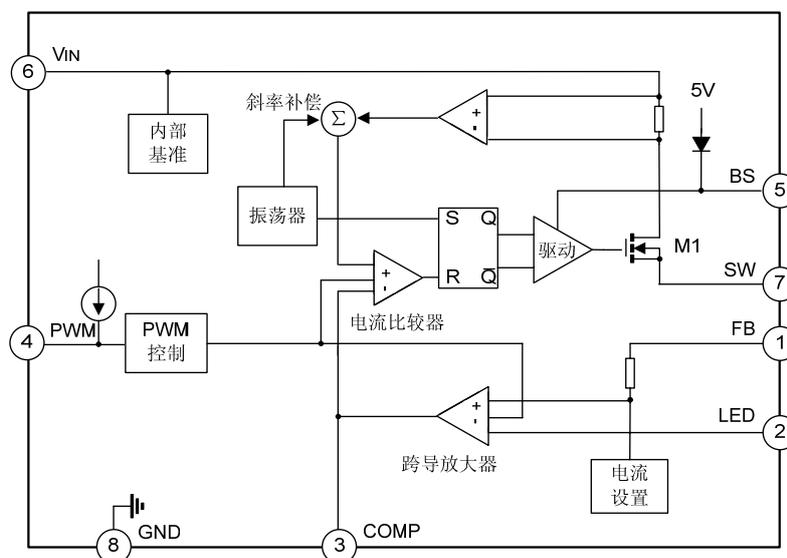 VIN
6
内部
基准
斜率补偿
Σ
+
-
5V
BS
5
振荡器
S
Q
R
Q̅
驱动
M1
SW
7
+
-
电流比较器
PWM
4
PWM
控制
FB
1
+
-
LED
2
跨导放大器
电流
设置
GND
8
COMP
3